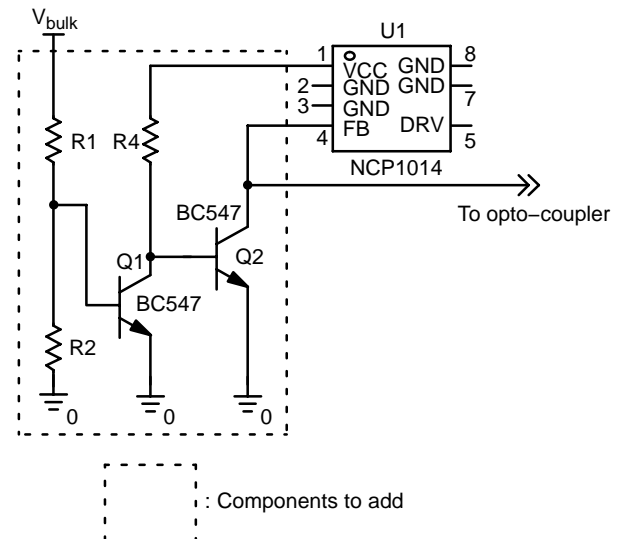 Vbulk
U1
1
VCC
GND
8
2
GND
GND
7
3
GND
4
FB
DRV
5
NCP1014
R1
R4
BC547
To opto−coupler
Q1
Q2
BC547
R2
0
0
0
: Components to add